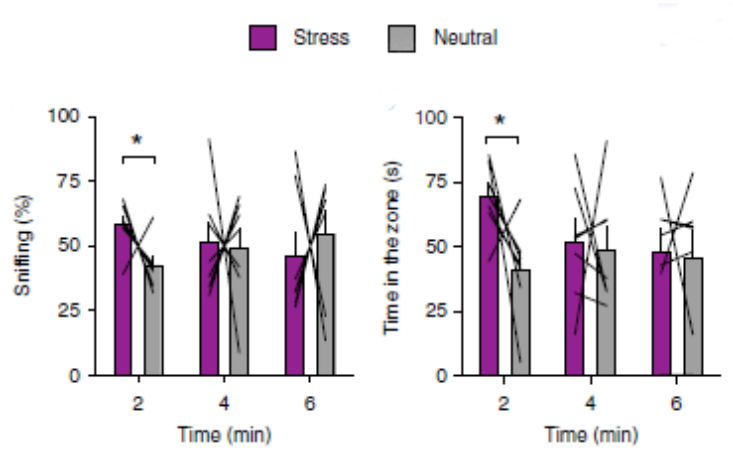 Stress Neutral
Sniffing (%)
100
75
50
25
0
*
2 4 6
Time (min)
Time in the zone (s)
100
75
50
25
0
*
2 4 6
Time (min)